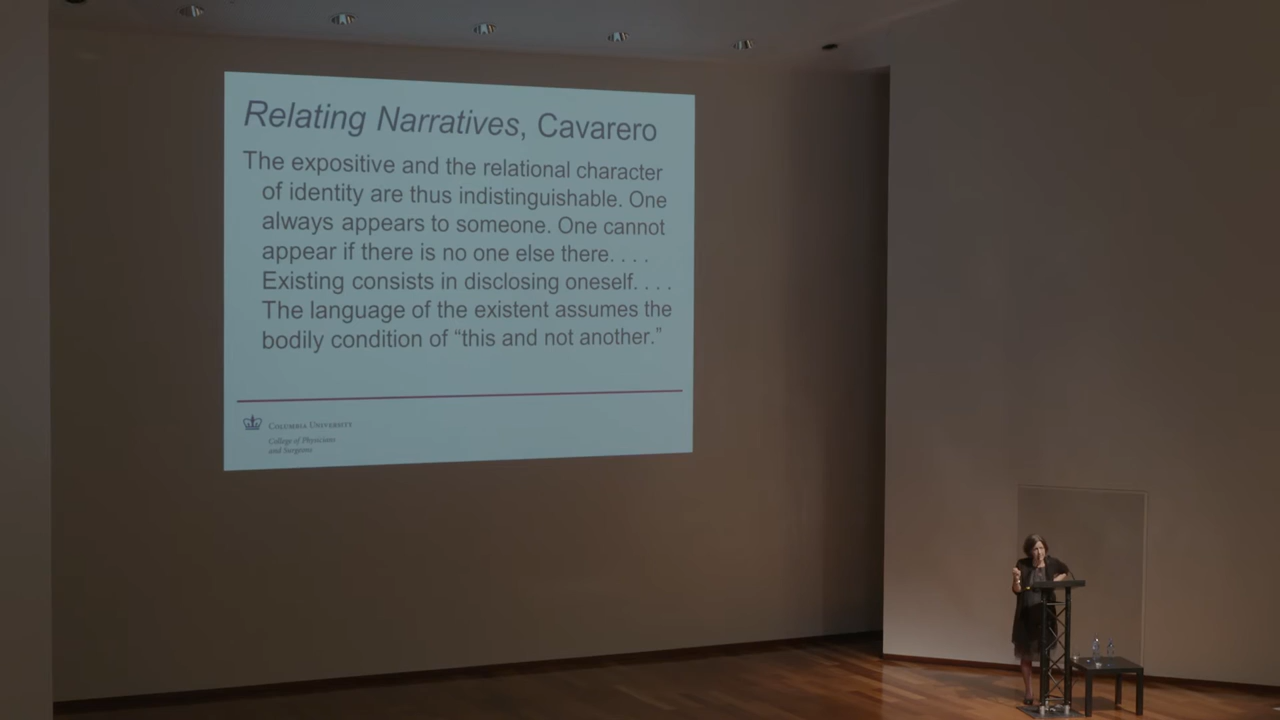 Relating Narratives, Cavarero
The expositive and the relational character
of identity are thus indistinguishable. One
always appears to someone. One cannot
appear if there is no one else there. . . .
Existing consists in disclosing oneself. . . .
The language of the existent assumes the
bodily condition of “this and not another.”
COLUMBIA UNIVERSITY
College of Physicians
and Surgeons